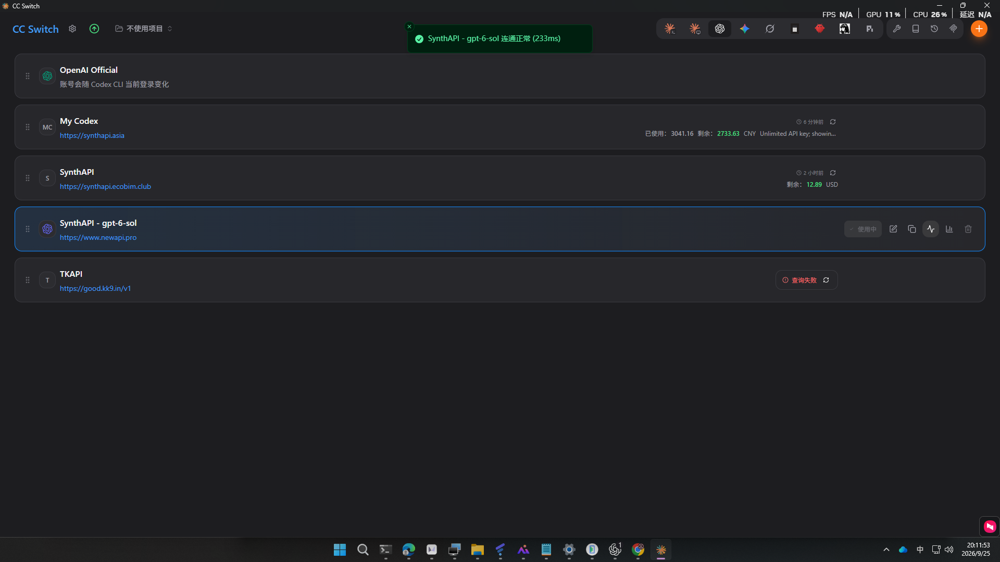 CC Switch
FPS N/A GPU 11 % CPU 26 % 延迟 N/A
CC Switch 不使用项目
SynthAPI - gpt-6-sol 连通正常 (233ms)
OpenAI Official
账号会随 Codex CLI 当前登录变化
MC
My Codex
https://synthapi.asia
6 分钟前
已使用: 3041.16 剩余: 2733.63 CNY Unlimited API key; showin...
S
SynthAPI
https://synthapi.ecobim.club
2 小时前
剩余: 12.89 USD
SynthAPI - gpt-6-sol
https://www.newapi.pro
使用中
T
TKAPI
https://good.kk9.in/v1
查询失败
1
中
20:11:53
2026/9/25